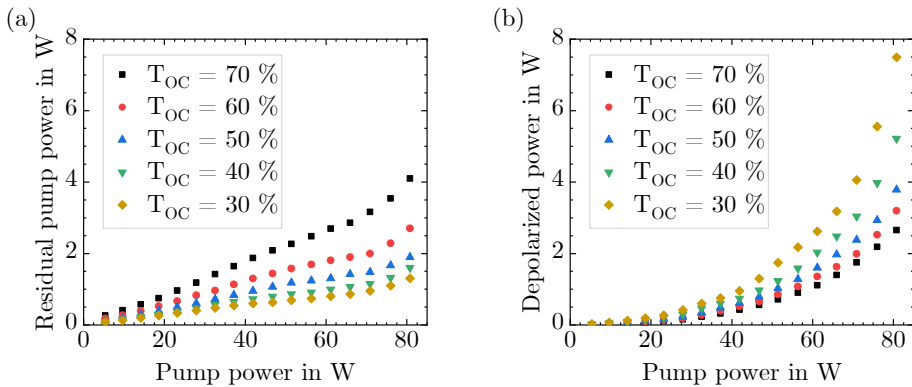 (a)
Residual pump power in W
8
6
4
2
0
T_OC = 70 %
T_OC = 60 %
T_OC = 50 %
T_OC = 40 %
T_OC = 30 %
0 20 40 60 80
Pump power in W
(b)
Depolarized power in W
8
6
4
2
0
T_OC = 70 %
T_OC = 60 %
T_OC = 50 %
T_OC = 40 %
T_OC = 30 %
0 20 40 60 80
Pump power in W